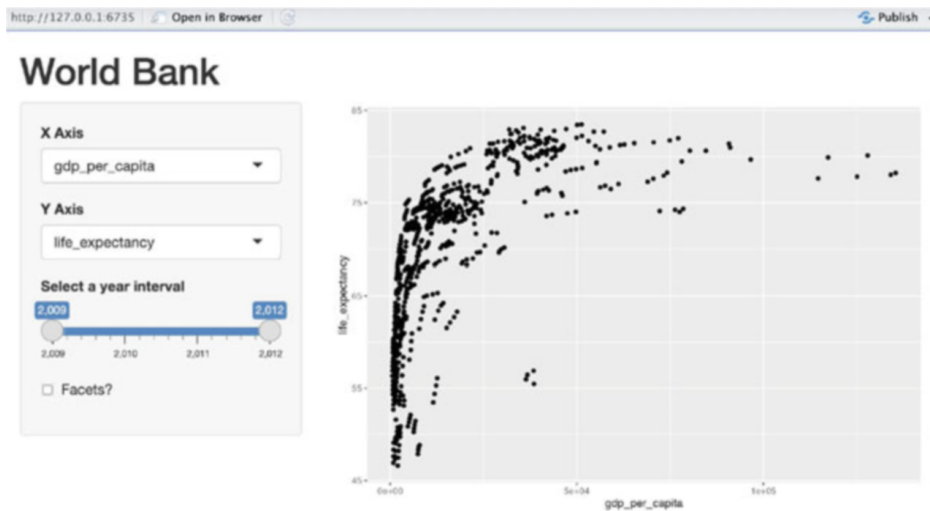 http://127.0.0.1:6735 Open in Browser Publish
World Bank
X Axis
gdp_per_capita
Y Axis
life_expectancy
Select a year interval
2,009 2,012
2,009 2,010 2,011 2,012
Facets?
85-
75-
65-
55-
45-
life_expectancy
0e+00 5e+04 1e+05
gdp_per_capita